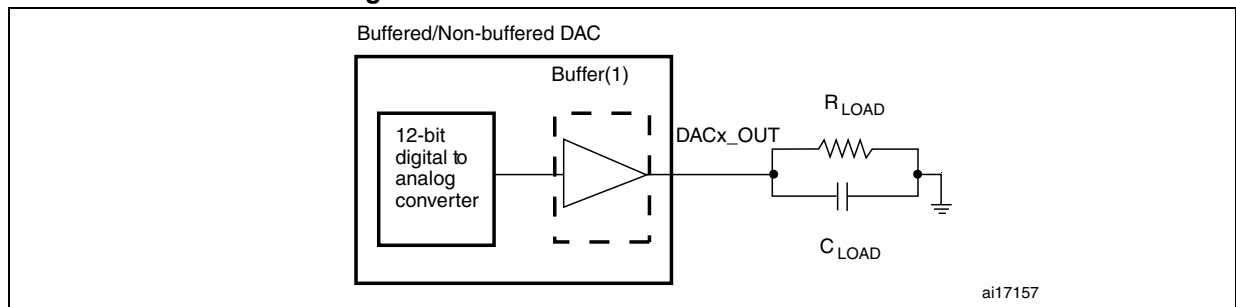 Buffered/Non-buffered DAC
Buffer(1)
12-bit
digital to
analog
converter
DACx_OUT
R LOAD
C LOAD
ai17157